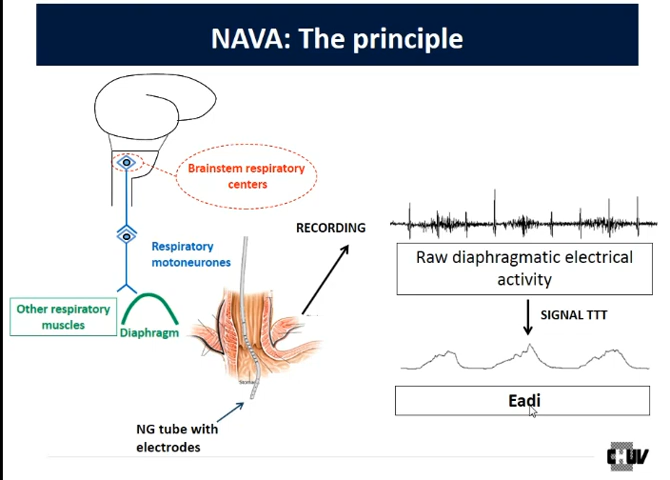 NAVA: The principle
Brainstem respiratory
centers
RECORDING
Respiratory
motoneurones
Raw diaphragmatic electrical
activity
Other respiratory
muscles
Diaphragm
SIGNAL TTT
Eadi
NG tube with
electrodes
CHUV